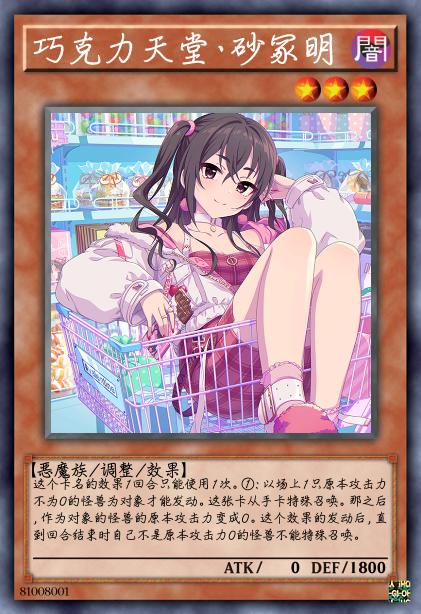 巧克力天堂·砂冢明 闇
【恶魔族/调整/效果】
这个卡名的效果1回合只能使用1次。①:以场上1只原本攻击力
不为0的怪兽为对象才能发动。这张卡从手卡特殊召唤。那之后
,作为对象的怪兽的原本攻击力变成0。这个效果的发动后,直
到回合结束时自己不是原本攻击力0的怪兽不能特殊召唤。
ATK/ 0 DEF/1800
81008001